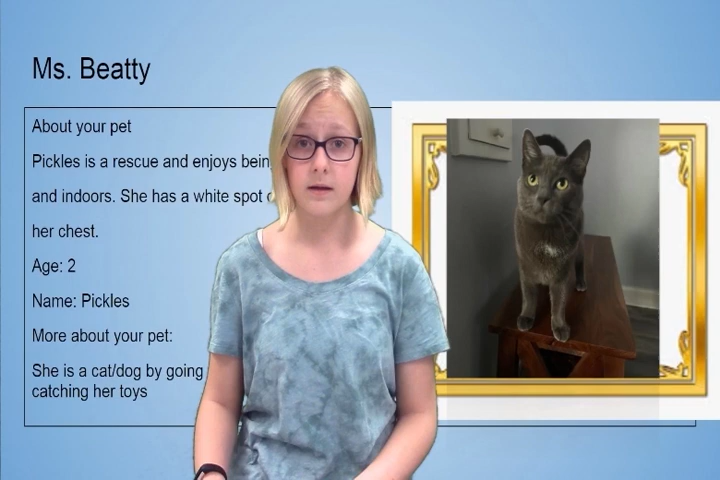 Ms. Beatty
About your pet
Pickles is a rescue and enjoys
and indoors. She has a white spot
her chest.
Age: 2
Name: Pickles
More about your pet:
She is a cat/dog by going
catching her toys